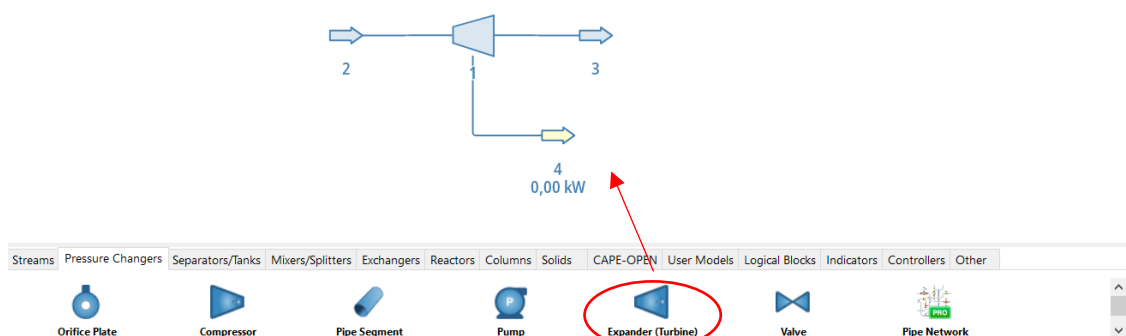 2 1 3
4
0,00 kW
Streams Pressure Changers Separators/Tanks Mixers/Splitters Exchangers Reactors Columns Solids CAPE-OPEN User Models Logical Blocks Indicators Controllers Other
P PRO
Orifice Plate Compressor Pipe Segment Pump Expander (Turbine) Valve Pipe Network